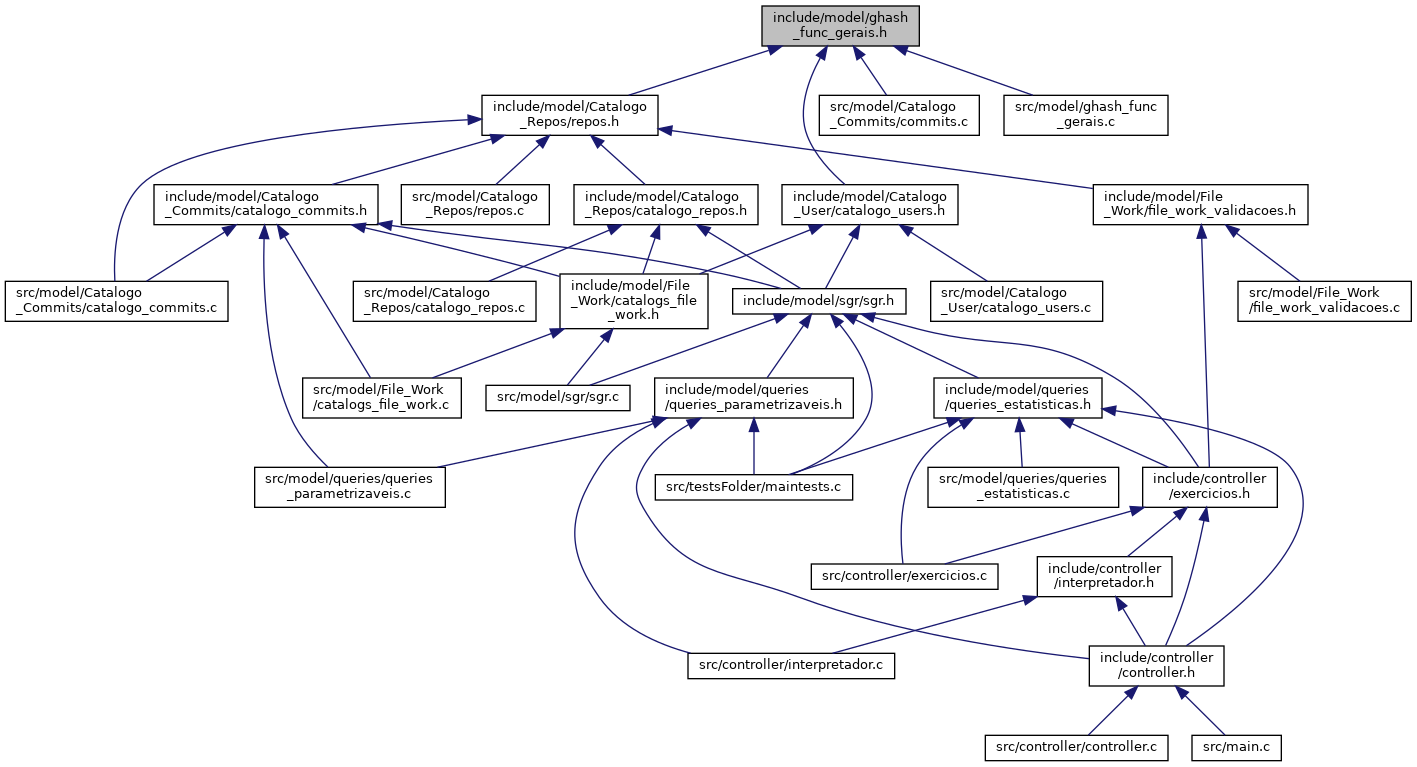 include/model/ghash
_func_gerais.h
include/model/Catalogo
_Repos/repos.h
src/model/Catalogo
_Commits/commits.c
src/model/ghash_func
_gerais.c
include/model/Catalogo
_Commits/catalogo_commits.h
src/model/Catalogo
_Repos/repos.c
include/model/Catalogo
_Repos/catalogo_repos.h
include/model/Catalogo
_User/catalogo_users.h
include/model/File
_Work/file_work_validacoes.h
src/model/Catalogo
_Commits/catalogo_commits.c
src/model/Catalogo
_Repos/catalogo_repos.c
include/model/File
_Work/catalogs_file
_work.h
include/model/sgr/sgr.h
src/model/Catalogo
_User/catalogo_users.c
src/model/File_Work
/file_work_validacoes.c
src/model/File_Work
/catalogs_file_work.c
src/model/sgr/sgr.c
include/model/queries
/queries_parametrizaveis.h
include/model/queries
/queries_estatisticas.h
src/model/queries/queries
_parametrizaveis.c
src/testsFolder/maintests.c
src/model/queries/queries
_estatisticas.c
include/controller
/exercicios.h
src/controller/exercicios.c
include/controller
/interpretador.h
src/controller/interpretador.c
include/controller
/controller.h
src/controller/controller.c
src/main.c